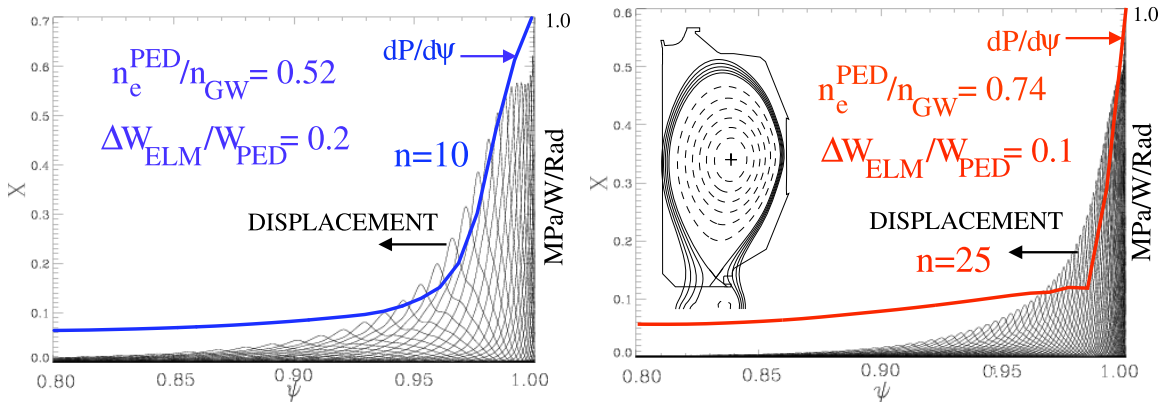 0.7
0.6
0.5
0.4
0.3
0.2
0.1
0.0
X
n_e^PED/n_GW = 0.52
ΔW_ELM/W_PED = 0.2
dP/dψ
n=10
DISPLACEMENT
1.0
MPa/W/Rad
0.80
0.85
0.90
0.95
1.00
ψ
0.6
0.5
0.4
0.3
0.2
0.1
0.0
X
dP/dψ
n_e^PED/n_GW = 0.74
ΔW_ELM/W_PED = 0.1
DISPLACEMENT
n=25
1.0
MPa/W/Rad
0.80
0.85
0.90
0.95
1.00
ψ